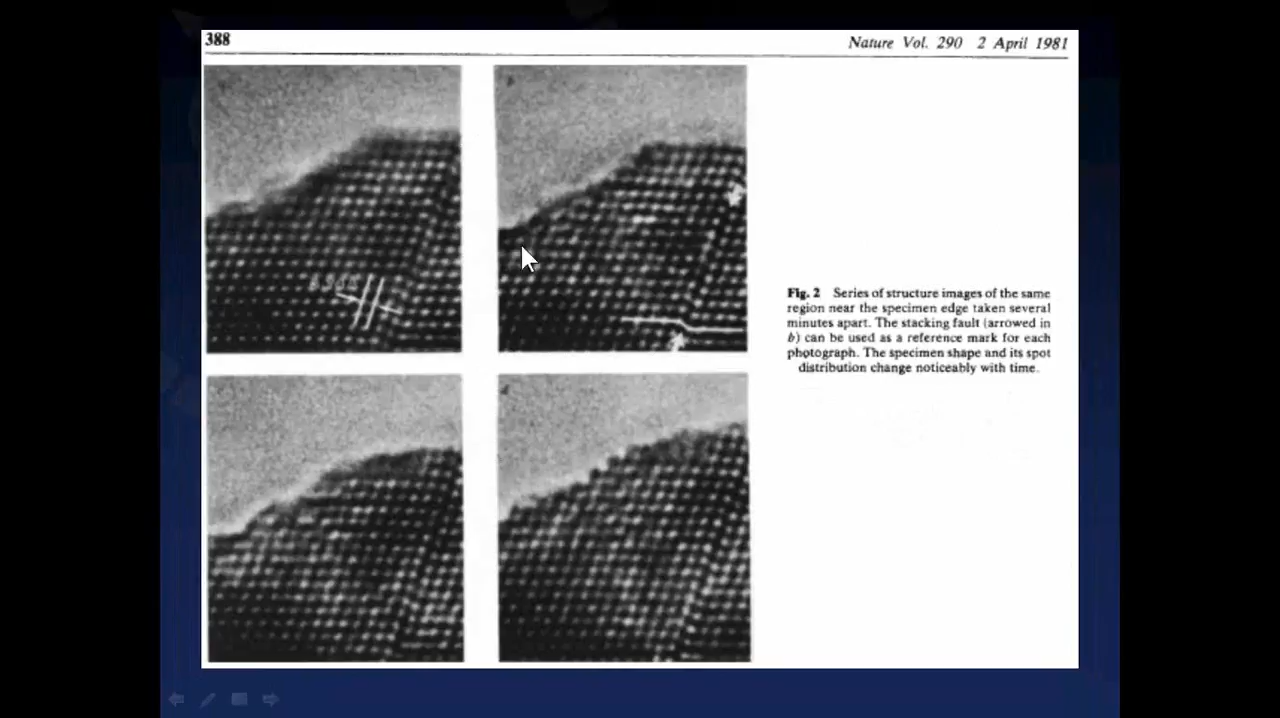 388
Nature Vol. 290 2 April 1981
Fig. 2 Series of structure images of the same
region near the specimen edge taken several
minutes apart. The stacking fault (arrowed in
b) can be used as a reference mark for each
photograph. The specimen shape and its spot
distribution change noticeably with time.